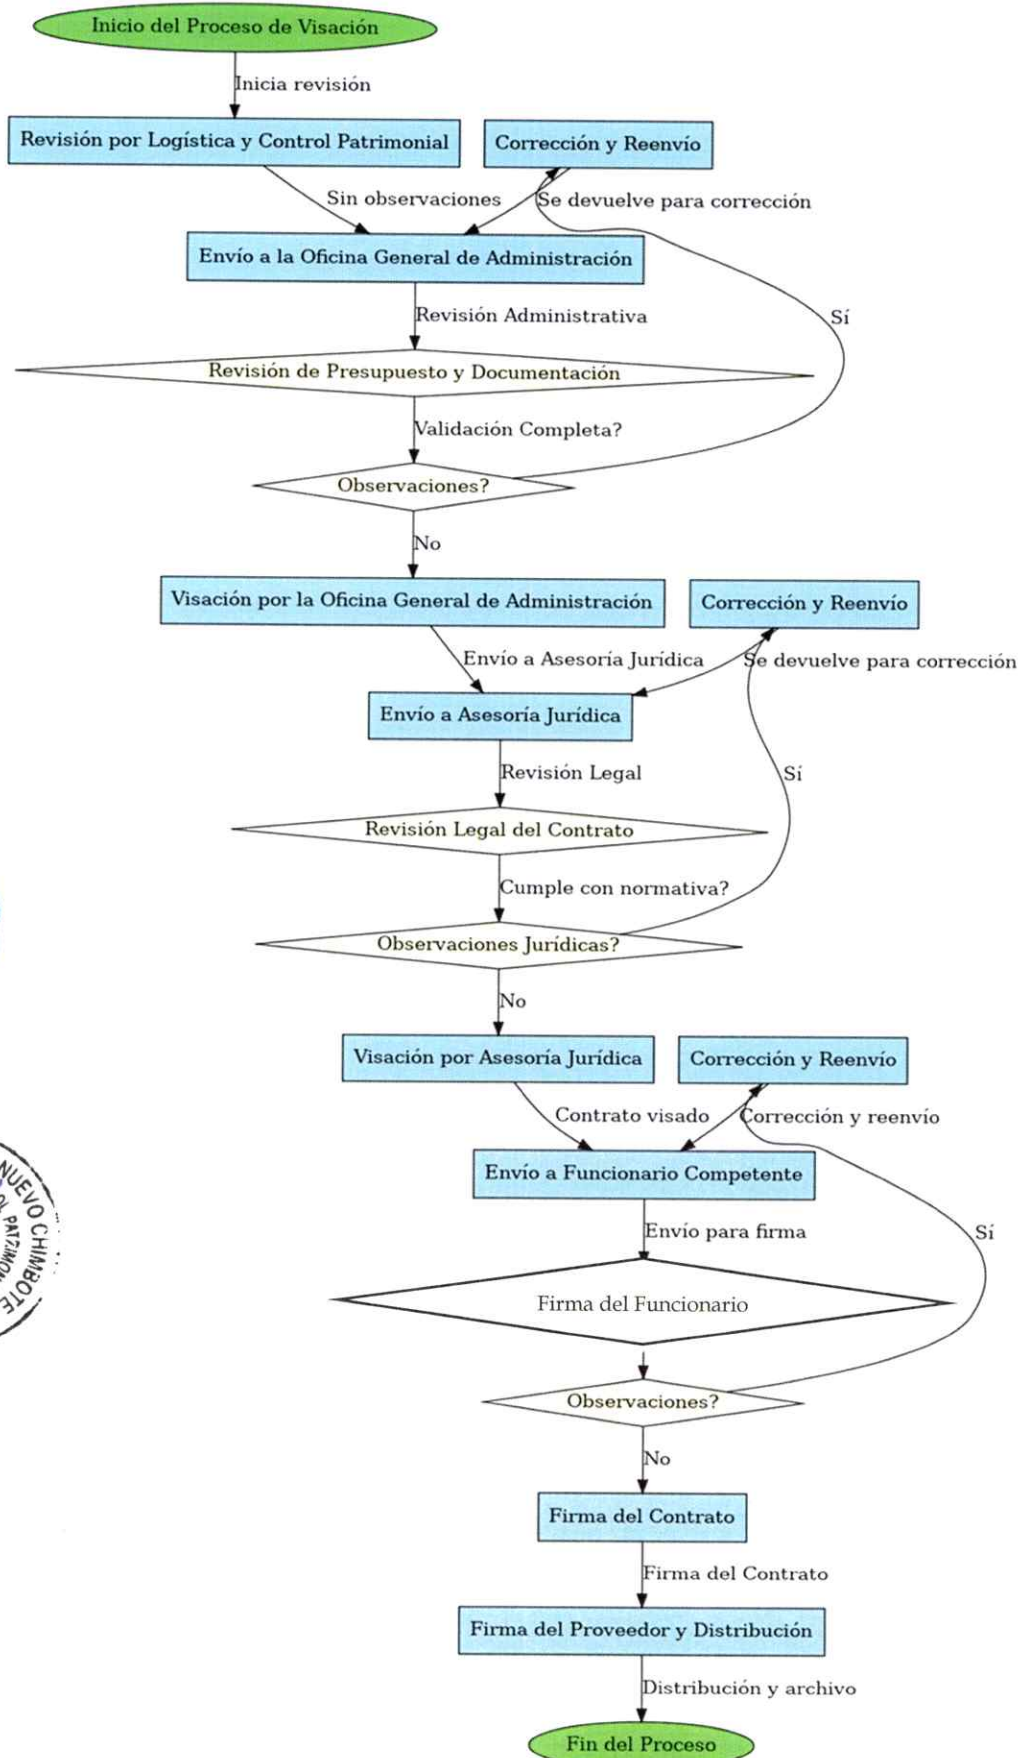 Inicio del Proceso de Visación
Inicia revisión
Revisión por Logística y Control Patrimonial
Corrección y Reenvío
Sin observaciones
Se devuelve para corrección
Envío a la Oficina General de Administración
Revisión Administrativa
Sí
Revisión de Presupuesto y Documentación
Validación Completa?
Observaciones?
No
Visación por la Oficina General de Administración
Corrección y Reenvío
Envío a Asesoría Jurídica
Se devuelve para corrección
Envío a Asesoría Jurídica
Revisión Legal
Sí
Revisión Legal del Contrato
Cumple con normativa?
Observaciones Jurídicas?
No
Visación por Asesoría Jurídica
Corrección y Reenvío
Contrato visado
Corrección y reenvío
Envío a Funcionario Competente
NUEVO CHIMBOTE
Envío para firma
Sí
Firma del Funcionario
Observaciones?
No
Firma del Contrato
Firma del Contrato
Firma del Proveedor y Distribución
Distribución y archivo
Fin del Proceso